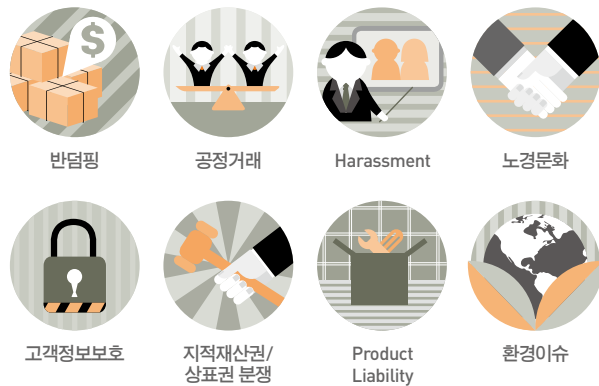 $
반덤핑
공정거래
Harassment
노경문화
고객정보보호
지적재산권/
상표권 분쟁
Product
Liability
환경이슈